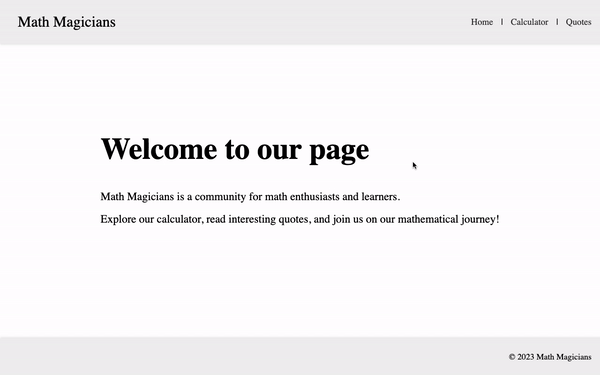 Math Magicians
Home | Calculator | Quotes
Welcome to our page
Math Magicians is a community for math enthusiasts and learners.
Explore our calculator, read interesting quotes, and join us on our mathematical journey!
© 2023 Math Magicians